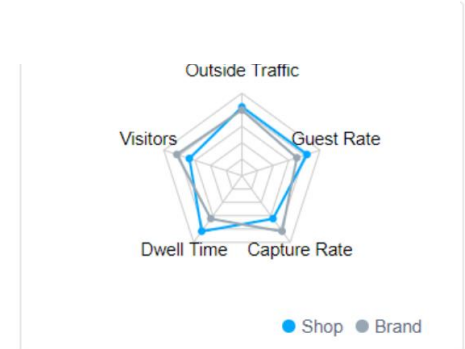 Outside Traffic
Visitors Guest Rate
Dwell Time Capture Rate
Shop Brand